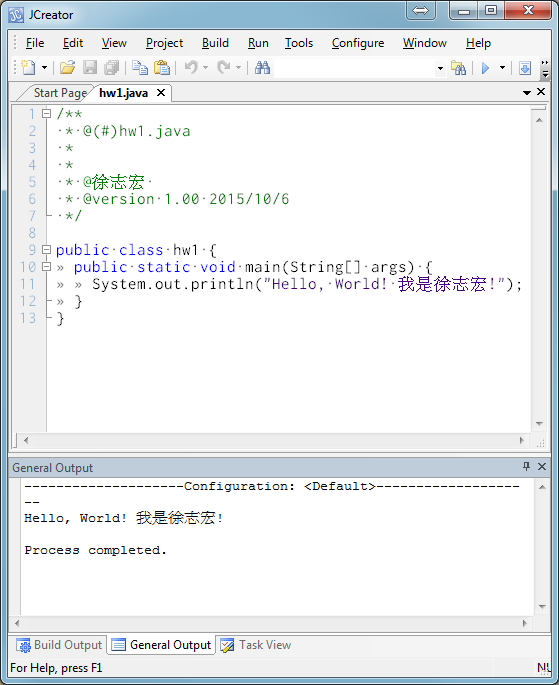 JCreator
File Edit View Project Build Run Tools Configure Window Help
Start Page hw1.java
1 /**
2 * @(#)hw1.java
3 *
4 *
5 * @徐志宏
6 * @version 1.00 2015/10/6
7 */
8
9 public class hw1 {
10 » public static void main(String[] args) {
11 » » System.out.println("Hello, World! 我是徐志宏!");
12 » }
13 }
General Output
--------------------Configuration: <Default>------------------
--
Hello, World! 我是徐志宏!
Process completed.
Build Output General Output Task View
For Help, press F1